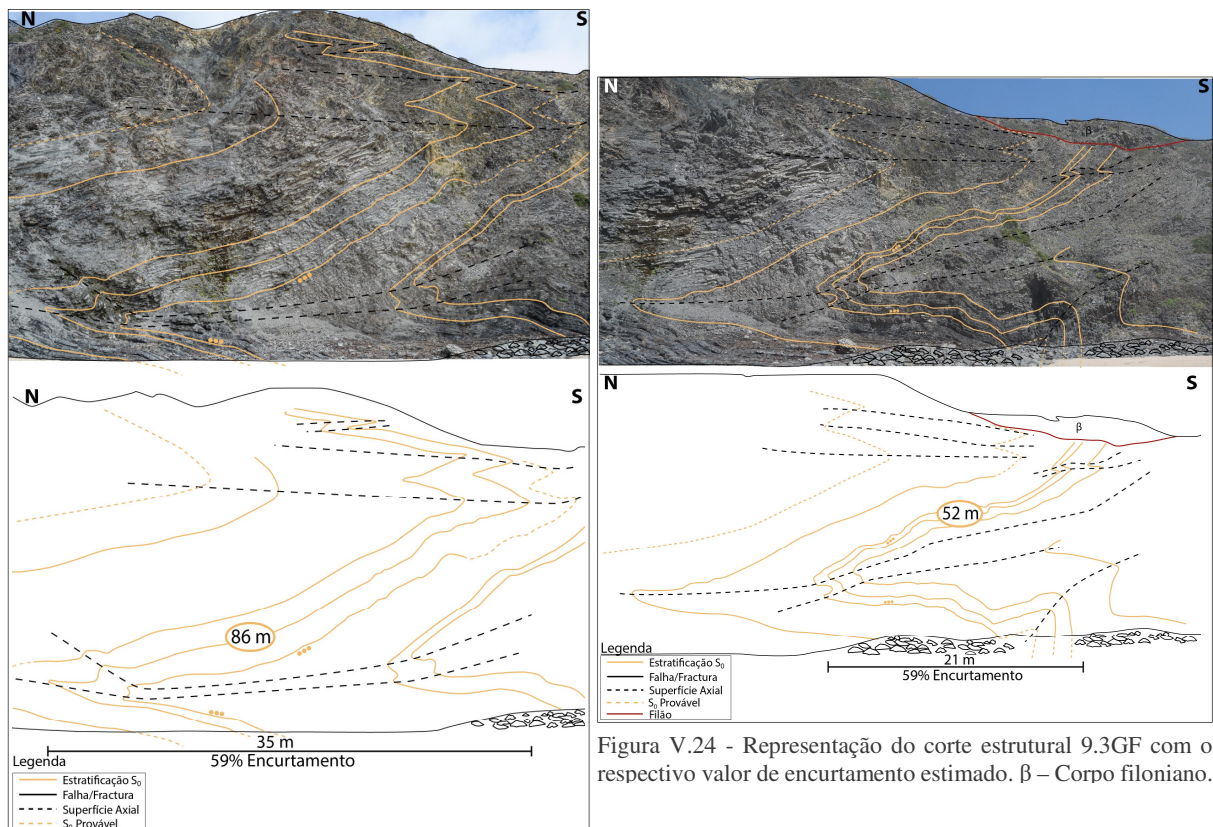 N
S
N
S
86 m
35 m
59% Encurtamento
Legenda
Estratificação S₀
Falha/Fractura
Superfície Axial
S₀ Provável
N
S
β
N
S
β
52 m
21 m
59% Encurtamento
Legenda
Estratificação S₀
Falha/Fractura
Superfície Axial
S₀ Provável
Filão
Figura V.24 - Representação do corte estrutural 9.3GF com o
respectivo valor de encurtamento estimado. β – Corpo filoniano.